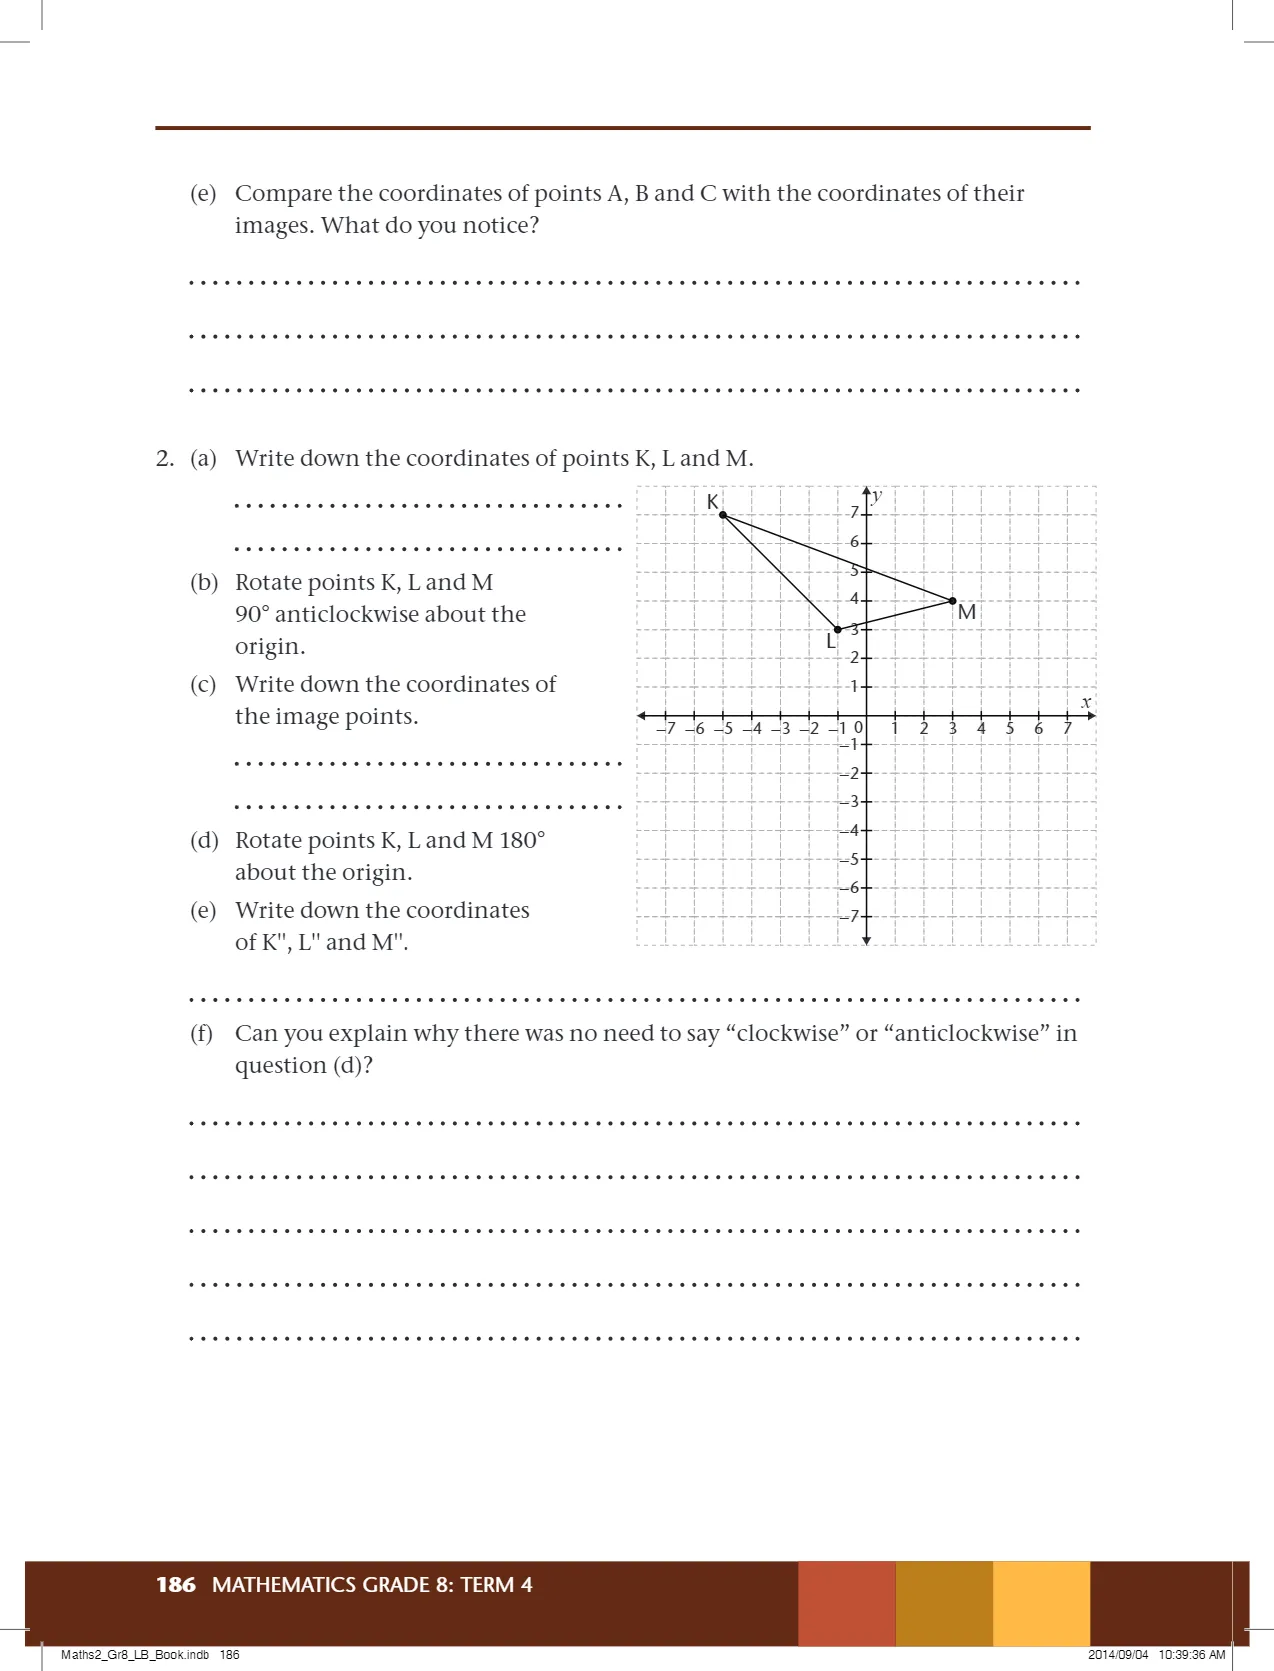 (e) Compare the coordinates of points A, B and C with the coordinates of their
images. What do you notice?
2. (a) Write down the coordinates of points K, L and M.
(b) Rotate points K, L and M
90° anticlockwise about the
origin.
(c) Write down the coordinates of
the image points.
(d) Rotate points K, L and M 180°
about the origin.
(e) Write down the coordinates
of K", L" and M".
K
y
7
6
5
4
M
3
L
2
1
x
–7 –6 –5 –4 –3 –2 –1 0 1 2 3 4 5 6 7
–1
–2
–3
–4
–5
–6
–7
(f) Can you explain why there was no need to say “clockwise” or “anticlockwise” in
question (d)?
186 MATHEMATICS GRADE 8: TERM 4
Maths2_Gr8_LB_Book.indb 186
2014/09/04 10:39:36 AM